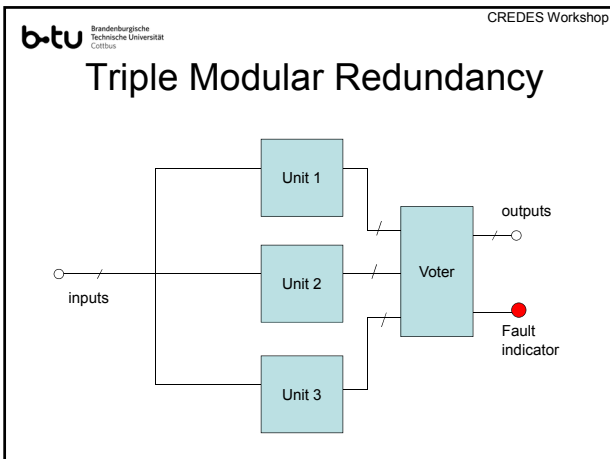 CREDES Workshop
b-tu
Brandenburgische
Technische Universität
Cottbus
Triple Modular Redundancy
Unit 1
outputs
Unit 2
Voter
inputs
Fault
indicator
Unit 3